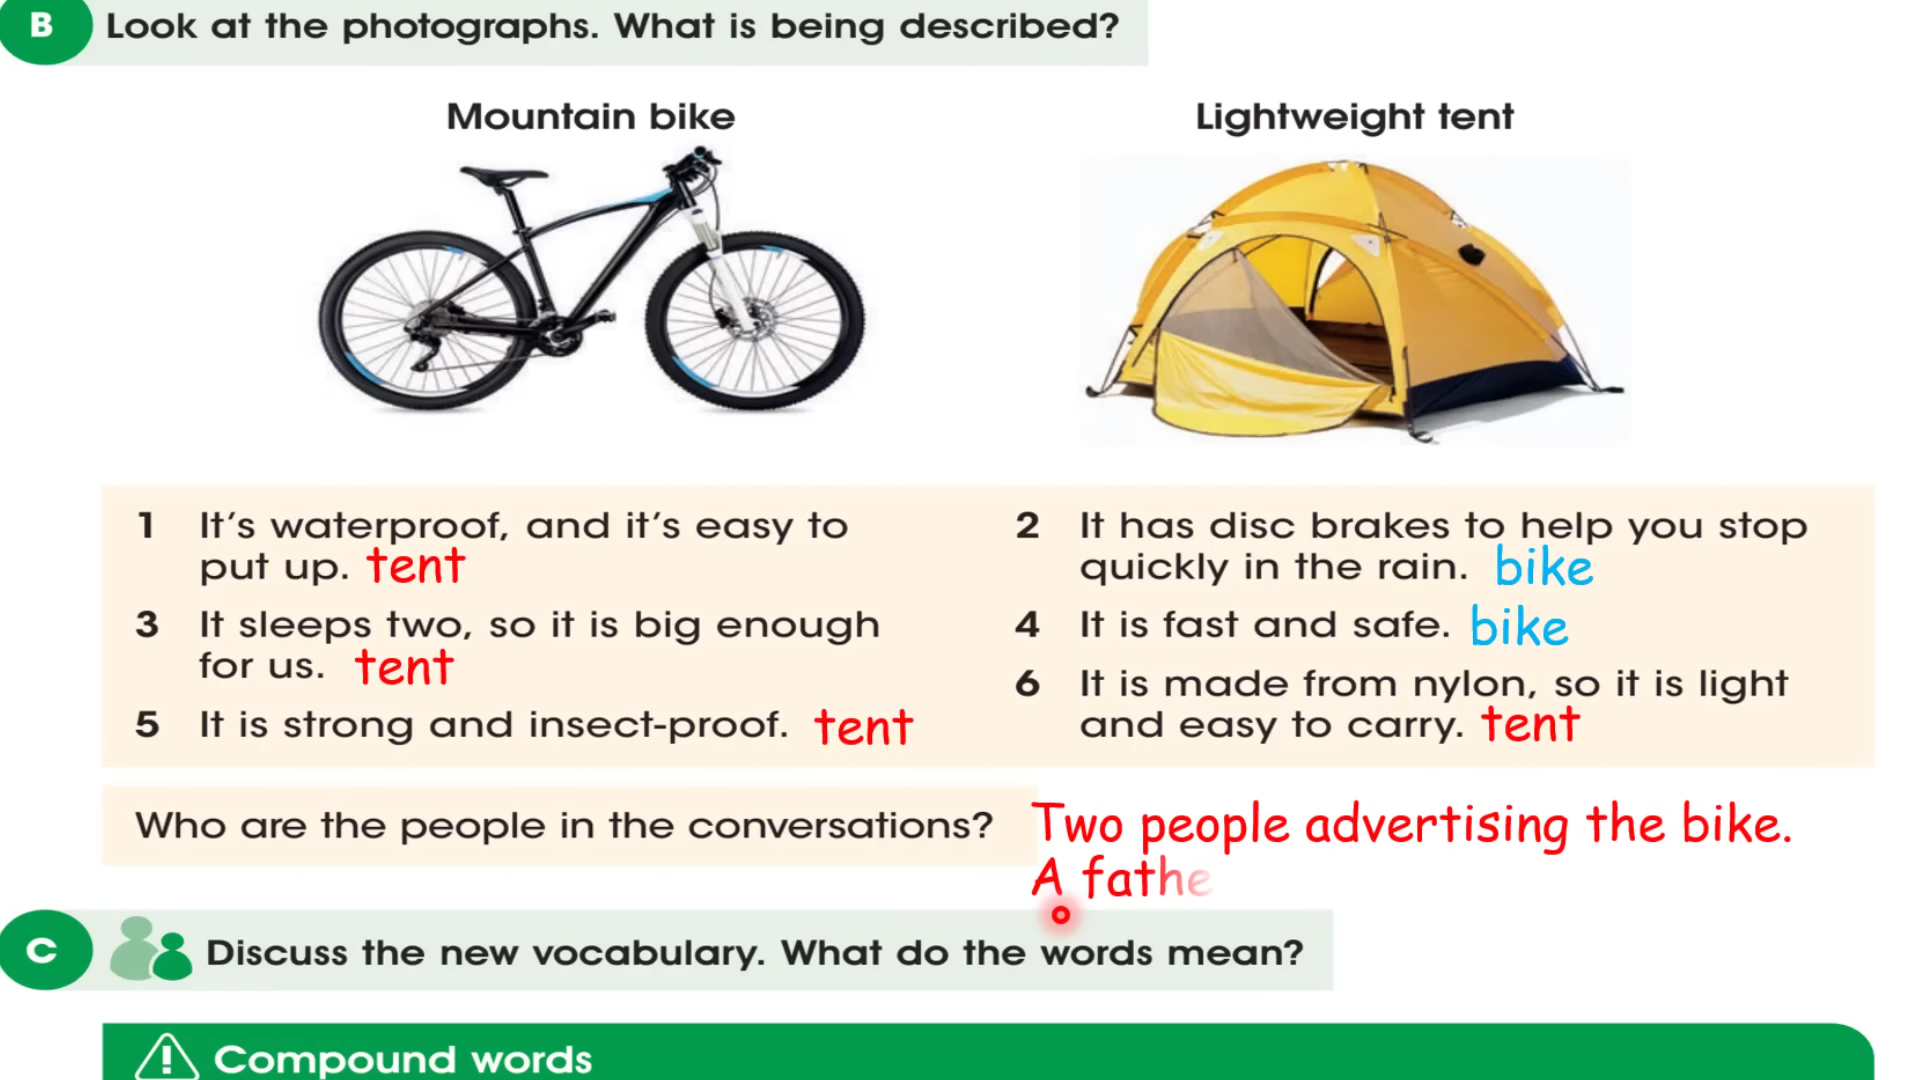 B Look at the photographs. What is being described?
Mountain bike
Lightweight tent
1 It's waterproof, and it's easy to
put up. tent
2 It has disc brakes to help you stop
quickly in the rain. bike
3 It sleeps two, so it is big enough
for us. tent
4 It is fast and safe. bike
5 It is strong and insect-proof. tent
6 It is made from nylon, so it is light
and easy to carry. tent
Who are the people in the conversations? Two people advertising the bike.
A fathe
C Discuss the new vocabulary. What do the words mean?
Compound words